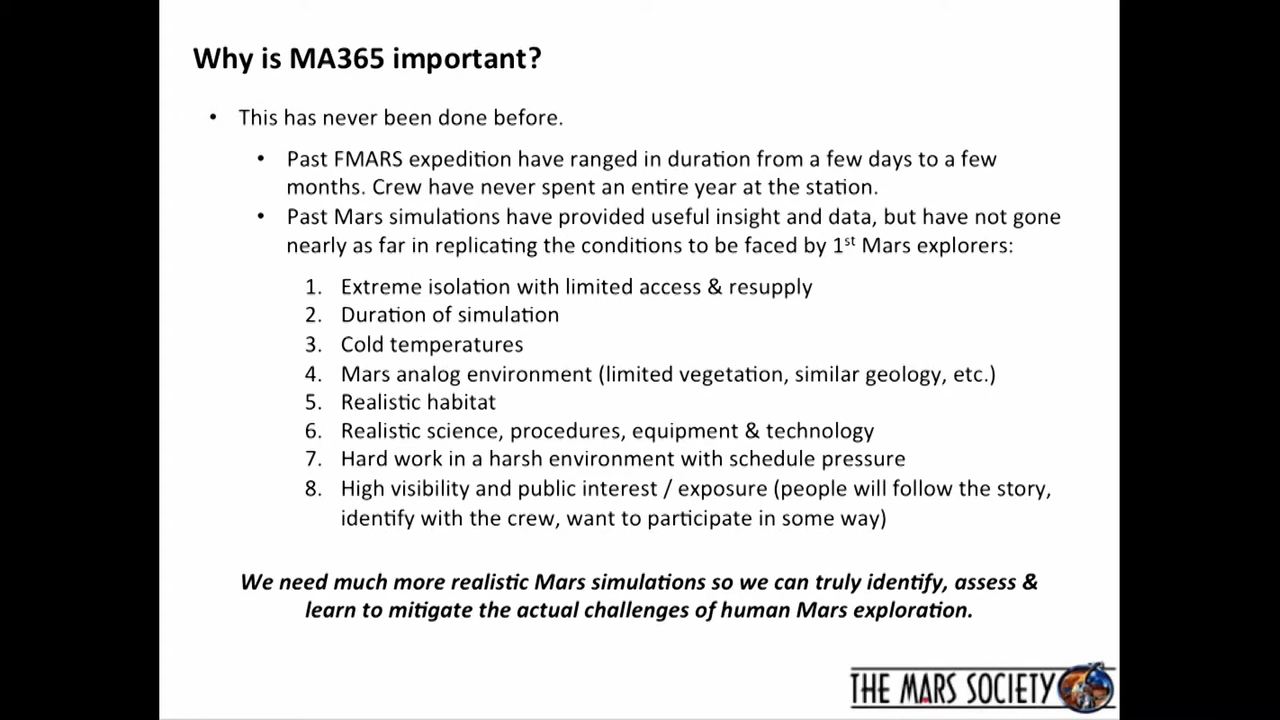 Why is MA365 important?
• This has never been done before.
• Past FMARS expedition have ranged in duration from a few days to a few
months. Crew have never spent an entire year at the station.
• Past Mars simulations have provided useful insight and data, but have not gone
nearly as far in replicating the conditions to be faced by 1st Mars explorers:
1. Extreme isolation with limited access & resupply
2. Duration of simulation
3. Cold temperatures
4. Mars analog environment (limited vegetation, similar geology, etc.)
5. Realistic habitat
6. Realistic science, procedures, equipment & technology
7. Hard work in a harsh environment with schedule pressure
8. High visibility and public interest / exposure (people will follow the story,
identify with the crew, want to participate in some way)
We need much more realistic Mars simulations so we can truly identify, assess &
learn to mitigate the actual challenges of human Mars exploration.
THE MARS SOCIETY